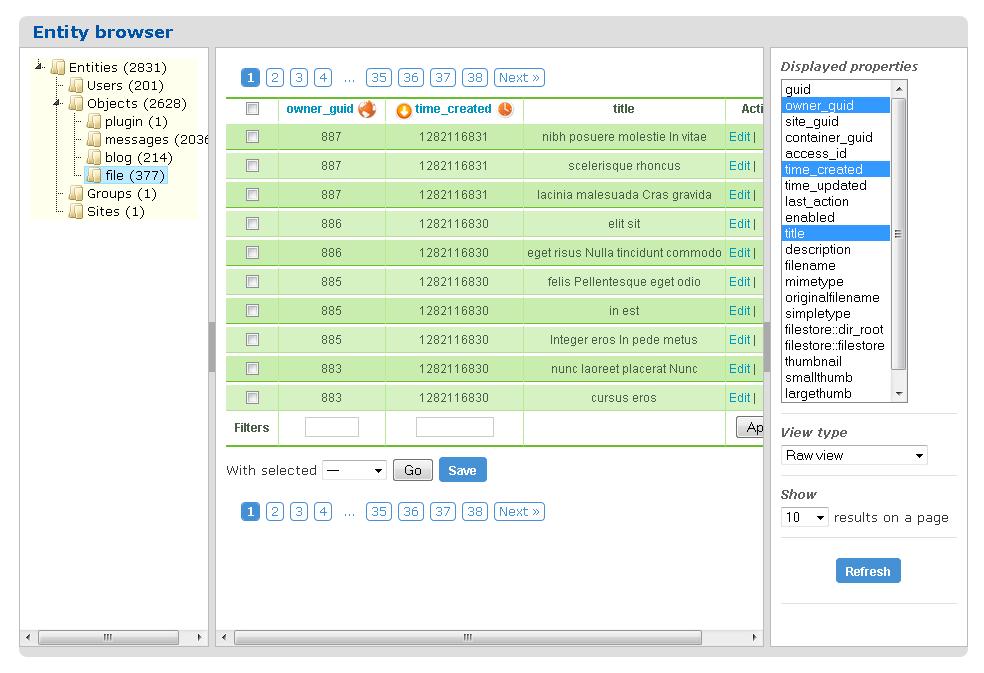 Entity browser
Entities (2831)
Users (201)
Objects (2628)
plugin (1)
messages (2036
blog (214)
file (377)
Groups (1)
Sites (1)
1 2 3 4 ... 35 36 37 38 Next »
owner_guid time_created title Acti
887 1282116831 nibh posuere molestie In vitae Edit |
887 1282116831 scelerisque rhoncus Edit |
887 1282116831 lacinia malesuada Cras gravida Edit |
886 1282116830 elit sit Edit |
886 1282116830 eget risus Nulla tincidunt commodo Edit |
885 1282116830 felis Pellentesque eget odio Edit |
885 1282116830 in est Edit |
885 1282116830 Integer eros In pede metus Edit |
883 1282116830 nunc laoreet placerat Nunc Edit |
883 1282116830 cursus eros Edit |
Filters Ap
With selected — Go Save
1 2 3 4 ... 35 36 37 38 Next »
Displayed properties
guid
owner_guid
site_guid
container_guid
access_id
time_created
time_updated
last_action
enabled
title
description
filename
mimetype
originalfilename
simpletype
filestore::dir_root
filestore::filestore
thumbnail
smallthumb
largethumb
View type
Raw view
Show
10 results on a page
Refresh